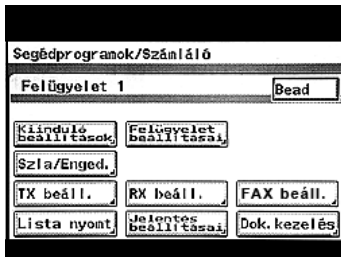 Segédprogramok/Számláló
Felügyelet 1
Bead
Kiinduló
beállítások
Felügyelet
beállításai
Szla/Enged.
TX beáll.
RX beáll.
FAX beáll.
Lista nyomt
Jelentés
beállításai
Dok. kezelés